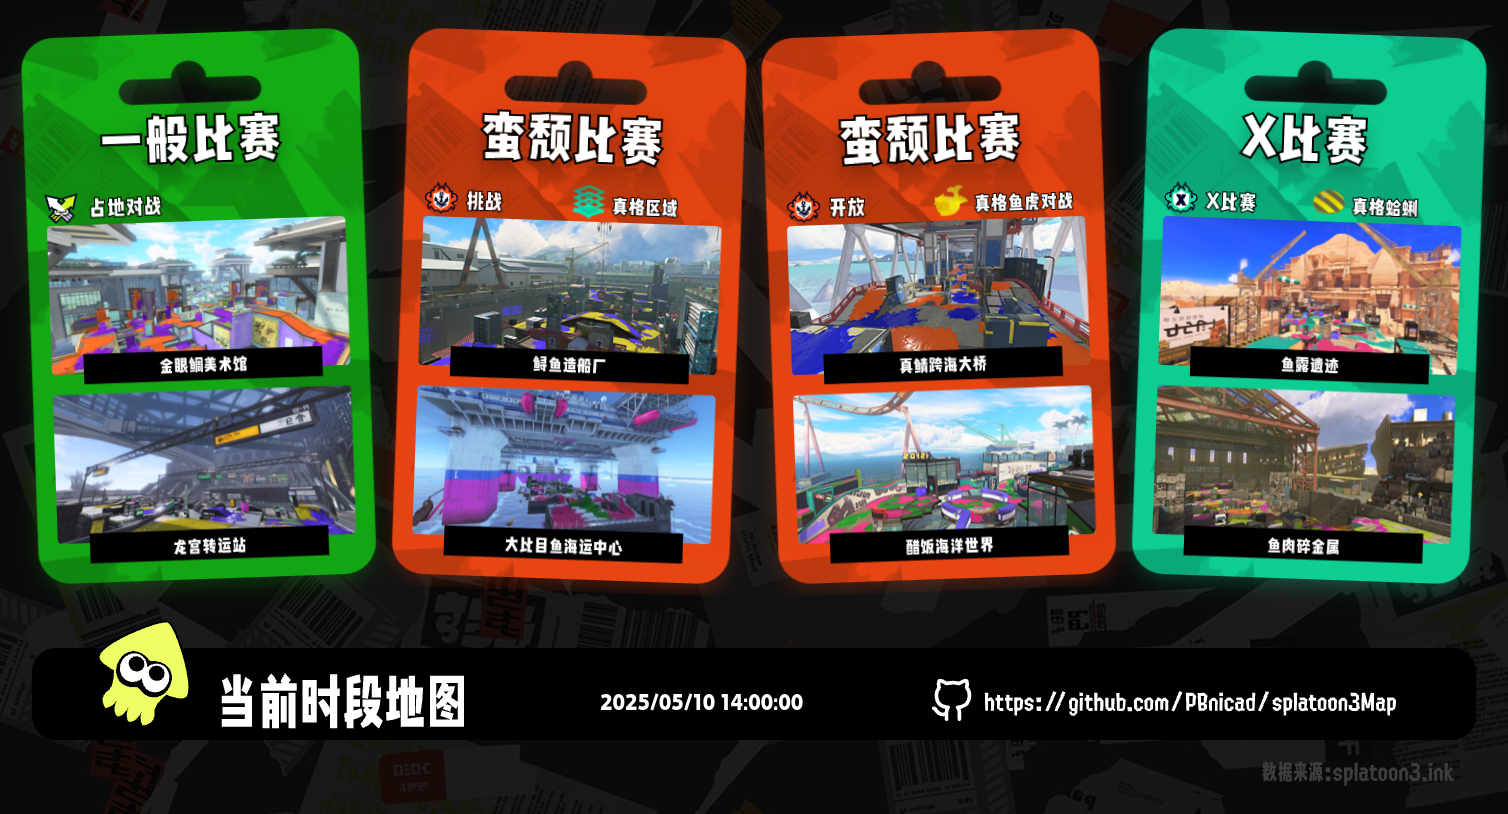 一般比赛
占地对战
金眼鲷美术馆
龙宫转运站
蛮颓比赛
挑战
真格区域
鲟鱼造船厂
大比目鱼海运中心
蛮颓比赛
开放
真格鱼虎对战
真鲭跨海大桥
醋饭海洋世界
X比赛
X比赛
真格蛤蜊
鱼露遗迹
鱼肉碎金属
当前时段地图
2025/05/10 14:00:00
https://github.com/PBnicad/splatoon3Map
数据来源:splatoon3.ink